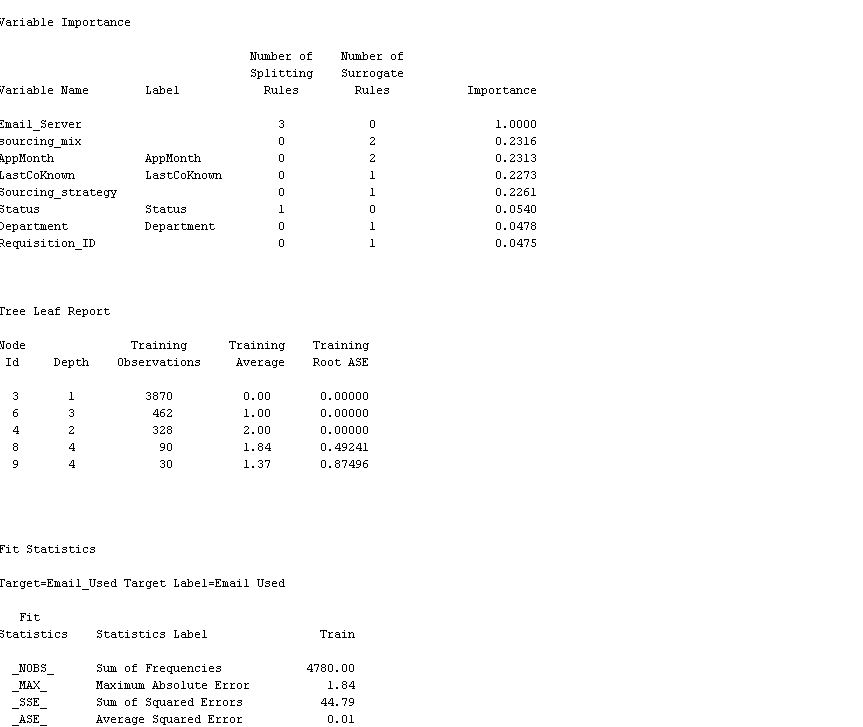 Variable Importance
Number of Number of
Splitting Surrogate
Variable Name Label Rules Rules Importance
Email_Server 3 0 1.0000
sourcing_mix 0 2 0.2316
AppMonth AppMonth 0 2 0.2313
LastCoKnown LastCoKnown 0 1 0.2273
Sourcing_strategy 0 1 0.2261
Status Status 1 0 0.0540
Department Department 0 1 0.0478
Requisition_ID 0 1 0.0475
Tree Leaf Report
Node Training Training Training
Id Depth Observations Average Root ASE
3 1 3870 0.00 0.00000
6 3 462 1.00 0.00000
4 2 328 2.00 0.00000
8 4 90 1.84 0.49241
9 4 30 1.37 0.87496
Fit Statistics
Target=Email_Used Target Label=Email Used
Fit
Statistics Statistics Label Train
_NOBS_ Sum of Frequencies 4780.00
_MAX_ Maximum Absolute Error 1.84
_SSE_ Sum of Squared Errors 44.79
_ASE_ Average Squared Error 0.01